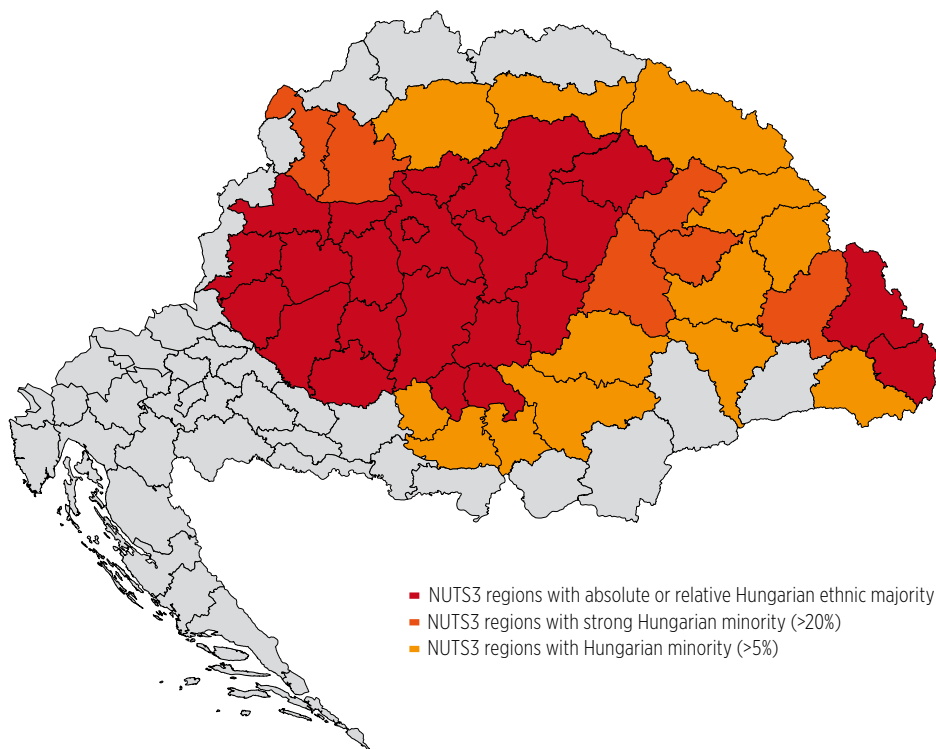 NUTS3 regions with absolute or relative Hungarian ethnic majority
NUTS3 regions with strong Hungarian minority (>20%)
NUTS3 regions with Hungarian minority (>5%)